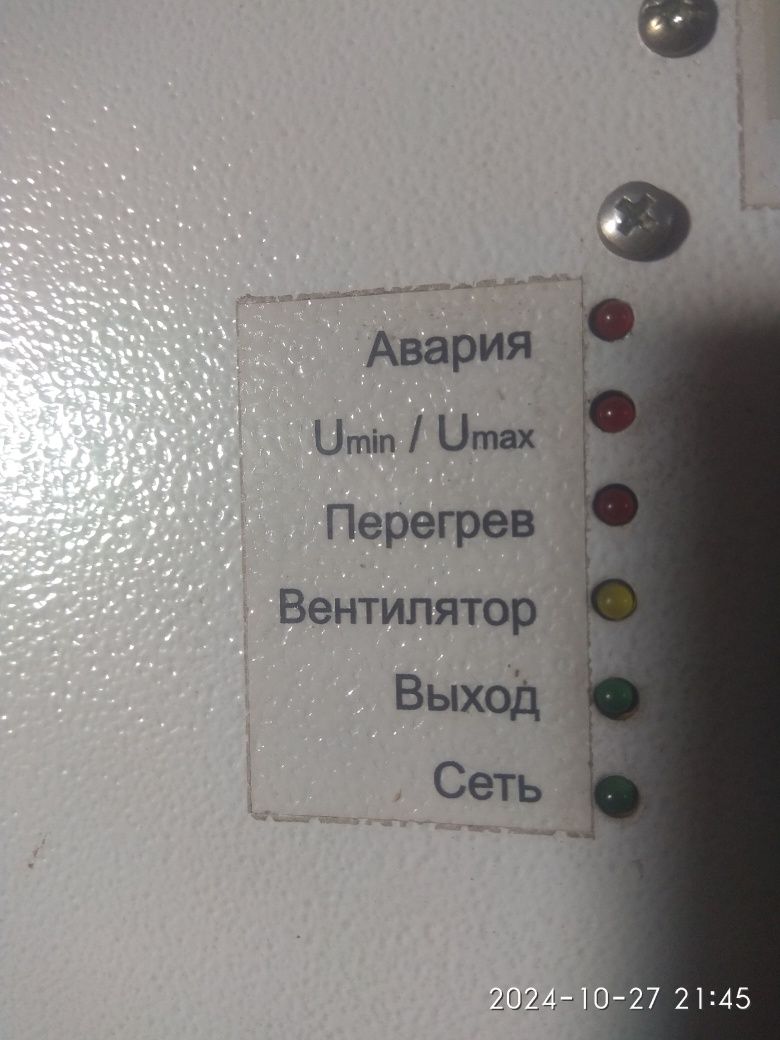 Авария
Umin / Umax
Перегрев
Вентилятор
Выход
Сеть
2024-10-27 21:45